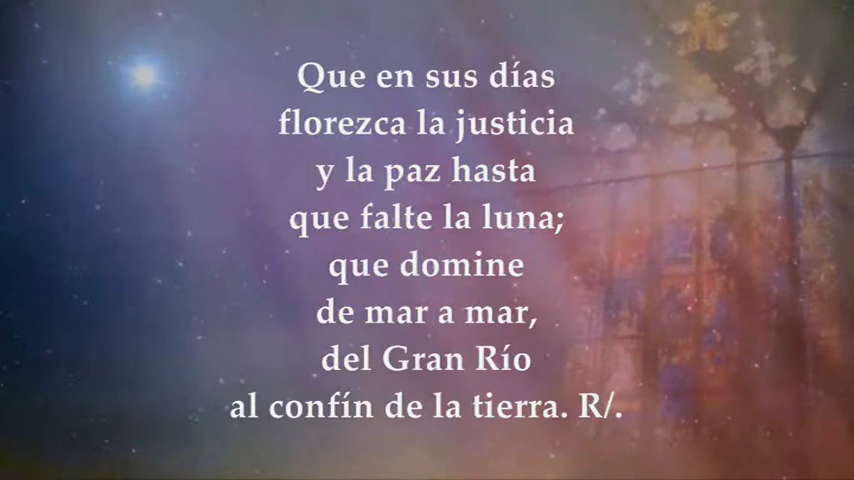 Que en sus días
florezca la justicia
y la paz hasta
que falte la luna;
que domine
de mar a mar,
del Gran Río
al confín de la tierra. R/.